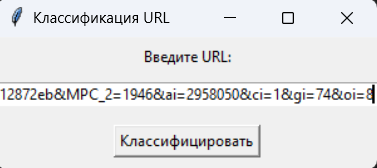 Классификация URL
Введите URL:
12872eb&MPC_2=1946&ai=2958050&ci=1&gi=74&oi=8
Классифицировать